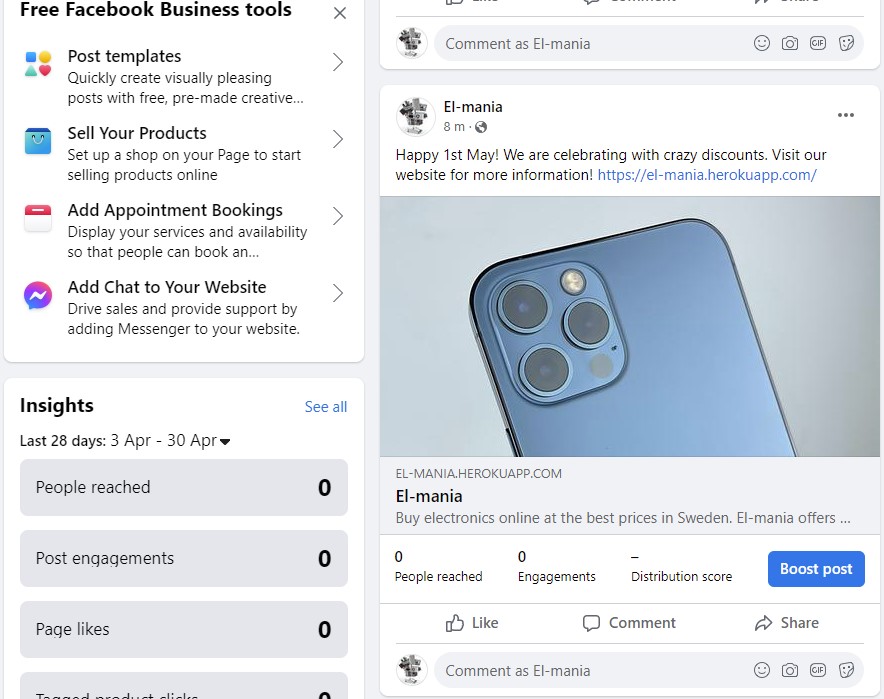 Free Facebook Business tools
Post templates
Quickly create visually pleasing
posts with free, pre-made creative...
Sell Your Products
Set up a shop on your Page to start
selling products online
Add Appointment Bookings
Display your services and availability
so that people can book an...
Add Chat to Your Website
Drive sales and provide support by
adding Messenger to your website.
Insights
See all
Last 28 days: 3 Apr - 30 Apr
People reached
0
Post engagements
0
Page likes
0
Tagged product clicks
0
Like
Comment
Share
Comment as El-mania
GIF
El-mania
8 m ·
Happy 1st May! We are celebrating with crazy discounts. Visit our
website for more information! https://el-mania.herokuapp.com/
EL-MANIA.HEROKUAPP.COM
El-mania
Buy electronics online at the best prices in Sweden. El-mania offers ...
0
People reached
0
Engagements
–
Distribution score
Boost post
Like
Comment
Share
Comment as El-mania
GIF